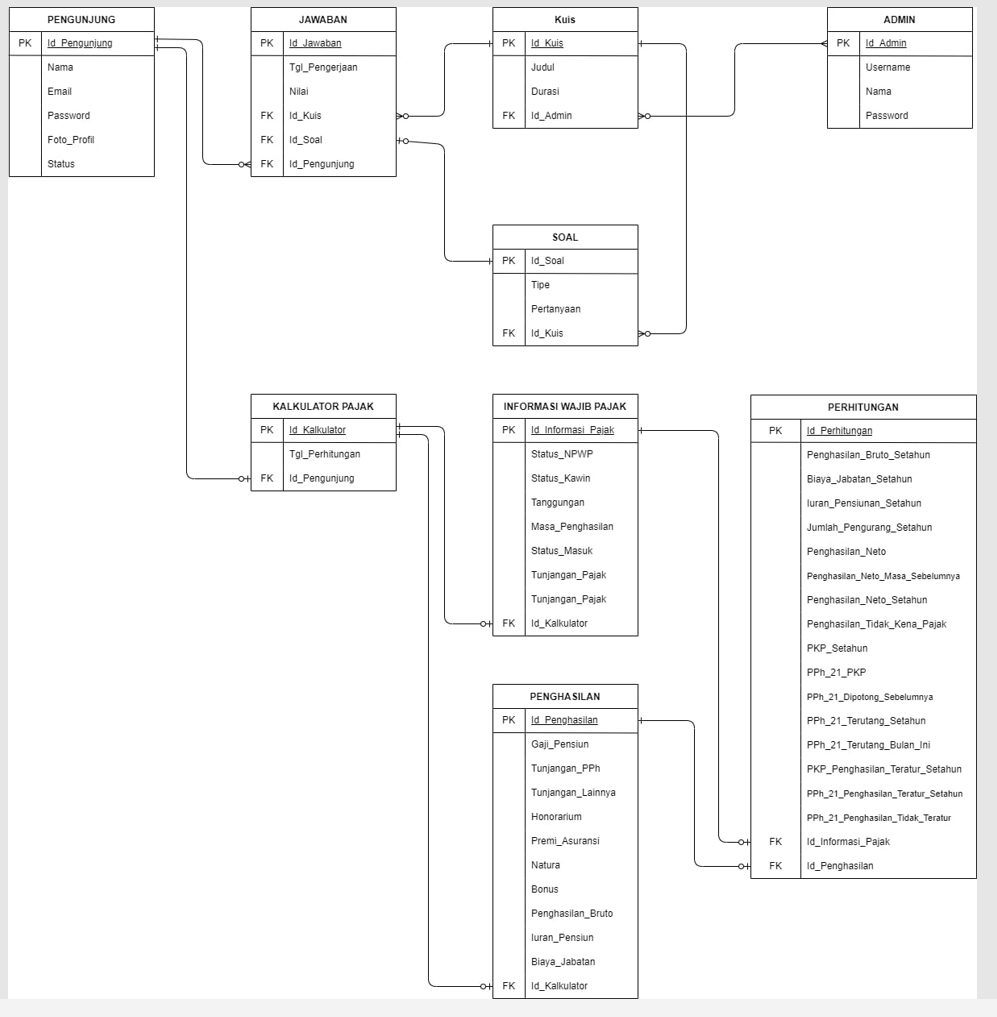 PENGUNJUNG
PK Id_Pengunjung
Nama
Email
Password
Foto_Profil
Status
JAWABAN
PK Id_Jawaban
Tgl_Pengerjaan
Nilai
FK Id_Kuis
FK Id_Soal
FK Id_Pengunjung
Kuis
PK Id_Kuis
Judul
Durasi
FK Id_Admin
ADMIN
PK Id_Admin
Username
Nama
Password
SOAL
PK Id_Soal
Tipe
Pertanyaan
FK Id_Kuis
KALKULATOR PAJAK
PK Id_Kalkulator
Tgl_Perhitungan
FK Id_Pengunjung
INFORMASI WAJIB PAJAK
PK Id_Informasi_Pajak
Status_NPWP
Status_Kawin
Tanggungan
Masa_Penghasilan
Status_Masuk
Tunjangan_Pajak
Tunjangan_Pajak
FK Id_Kalkulator
PERHITUNGAN
PK Id_Perhitungan
Penghasilan_Bruto_Setahun
Biaya_Jabatan_Setahun
Iuran_Pensiunan_Setahun
Jumlah_Pengurang_Setahun
Penghasilan_Neto
Penghasilan_Neto_Masa_Sebelumnya
Penghasilan_Neto_Setahun
Penghasilan_Tidak_Kena_Pajak
PKP_Setahun
PPh_21_PKP
PPh_21_Dipotong_Sebelumnya
PPh_21_Terutang_Setahun
PPh_21_Terutang_Bulan_Ini
PKP_Penghasilan_Teratur_Setahun
PPh_21_Penghasilan_Teratur_Setahun
PPh_21_Penghasilan_Tidak_Teratur
FK Id_Informasi_Pajak
FK Id_Penghasilan
PENGHASILAN
PK Id_Penghasilan
Gaji_Pensiun
Tunjangan_PPh
Tunjangan_Lainnya
Honorarium
Premi_Asuransi
Natura
Bonus
Penghasilan_Bruto
Iuran_Pensiun
Biaya_Jabatan
FK Id_Kalkulator